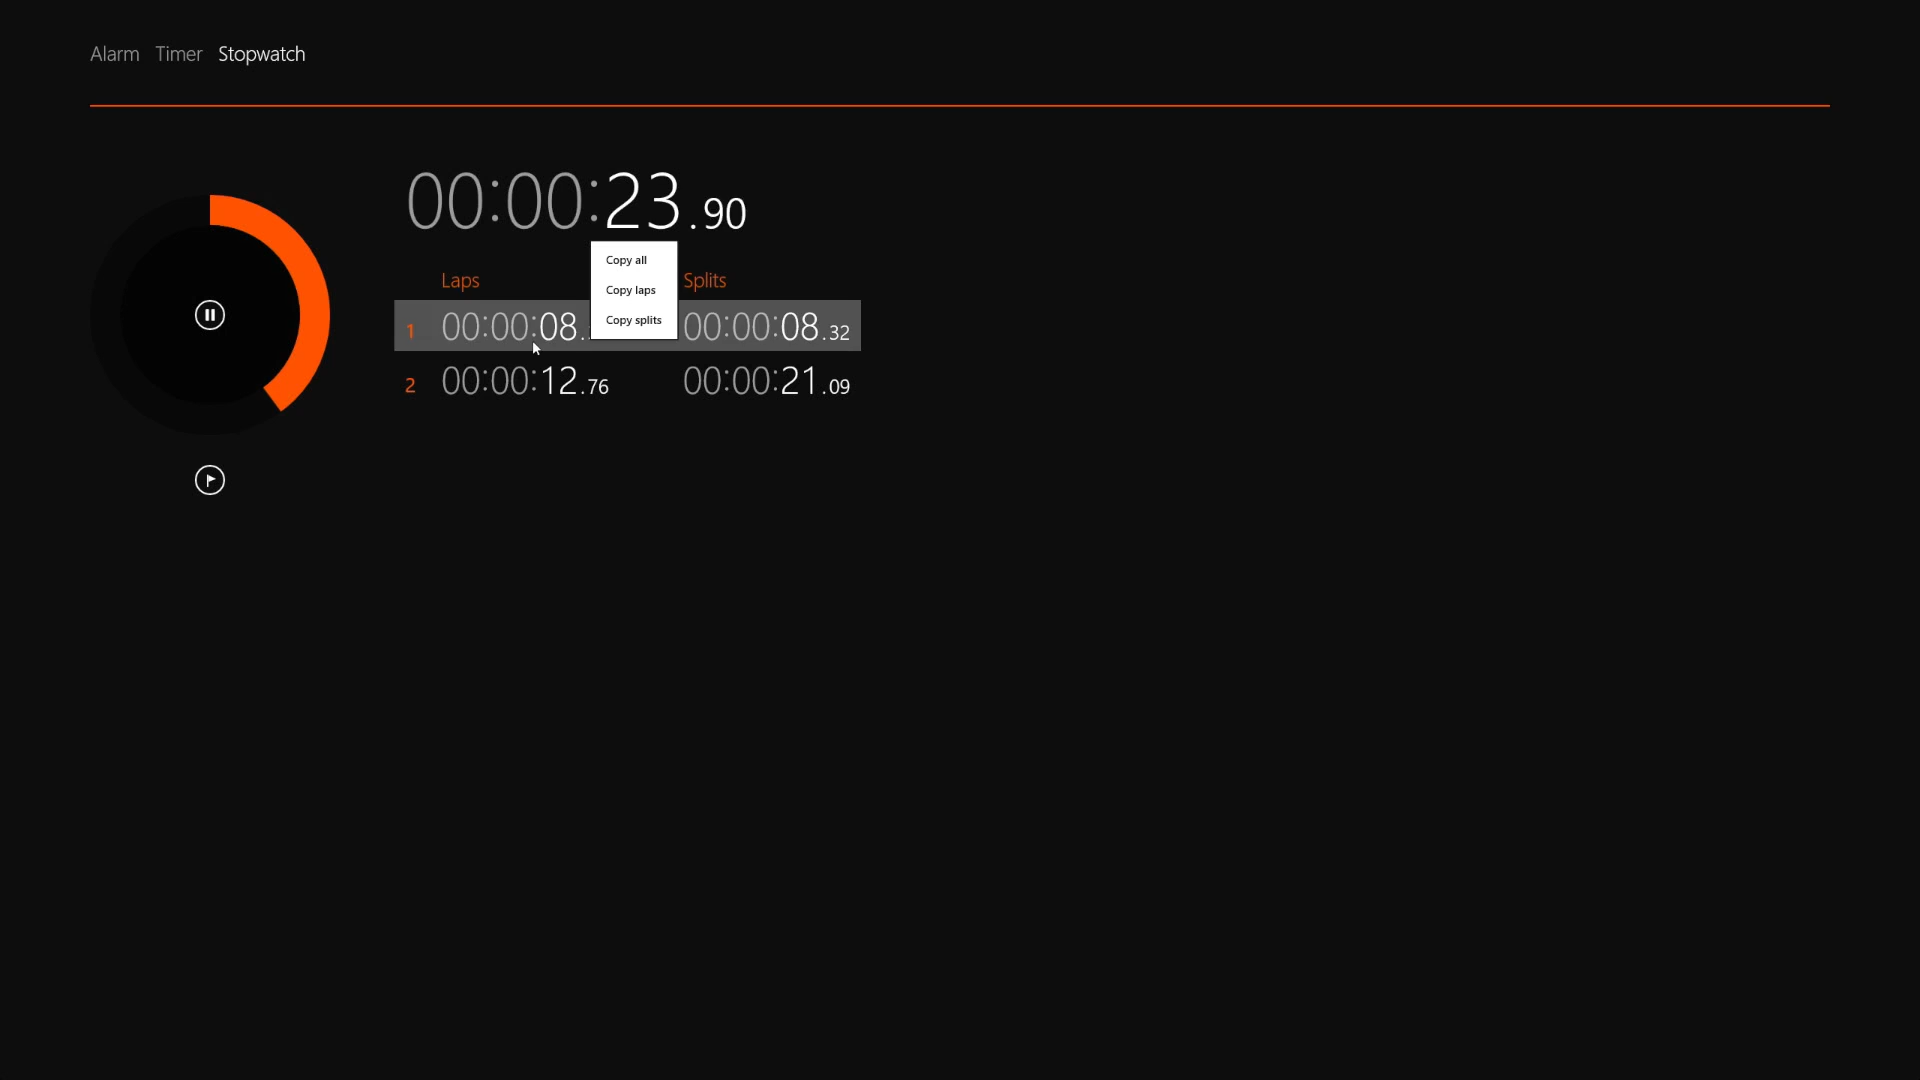 Alarm Timer Stopwatch
00:00:23.90
Copy all
Laps Splits
Copy laps
Copy splits
1 00:00:08. 00:00:08.32
2 00:00:12.76 00:00:21.09